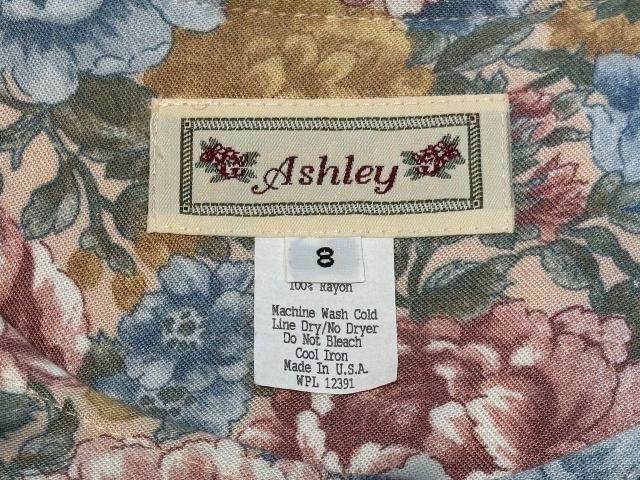 Ashley
8
100% Rayon
Machine Wash Cold
Line Dry/No Dryer
Do Not Bleach
Cool Iron
Made In U.S.A.
WPL 12391